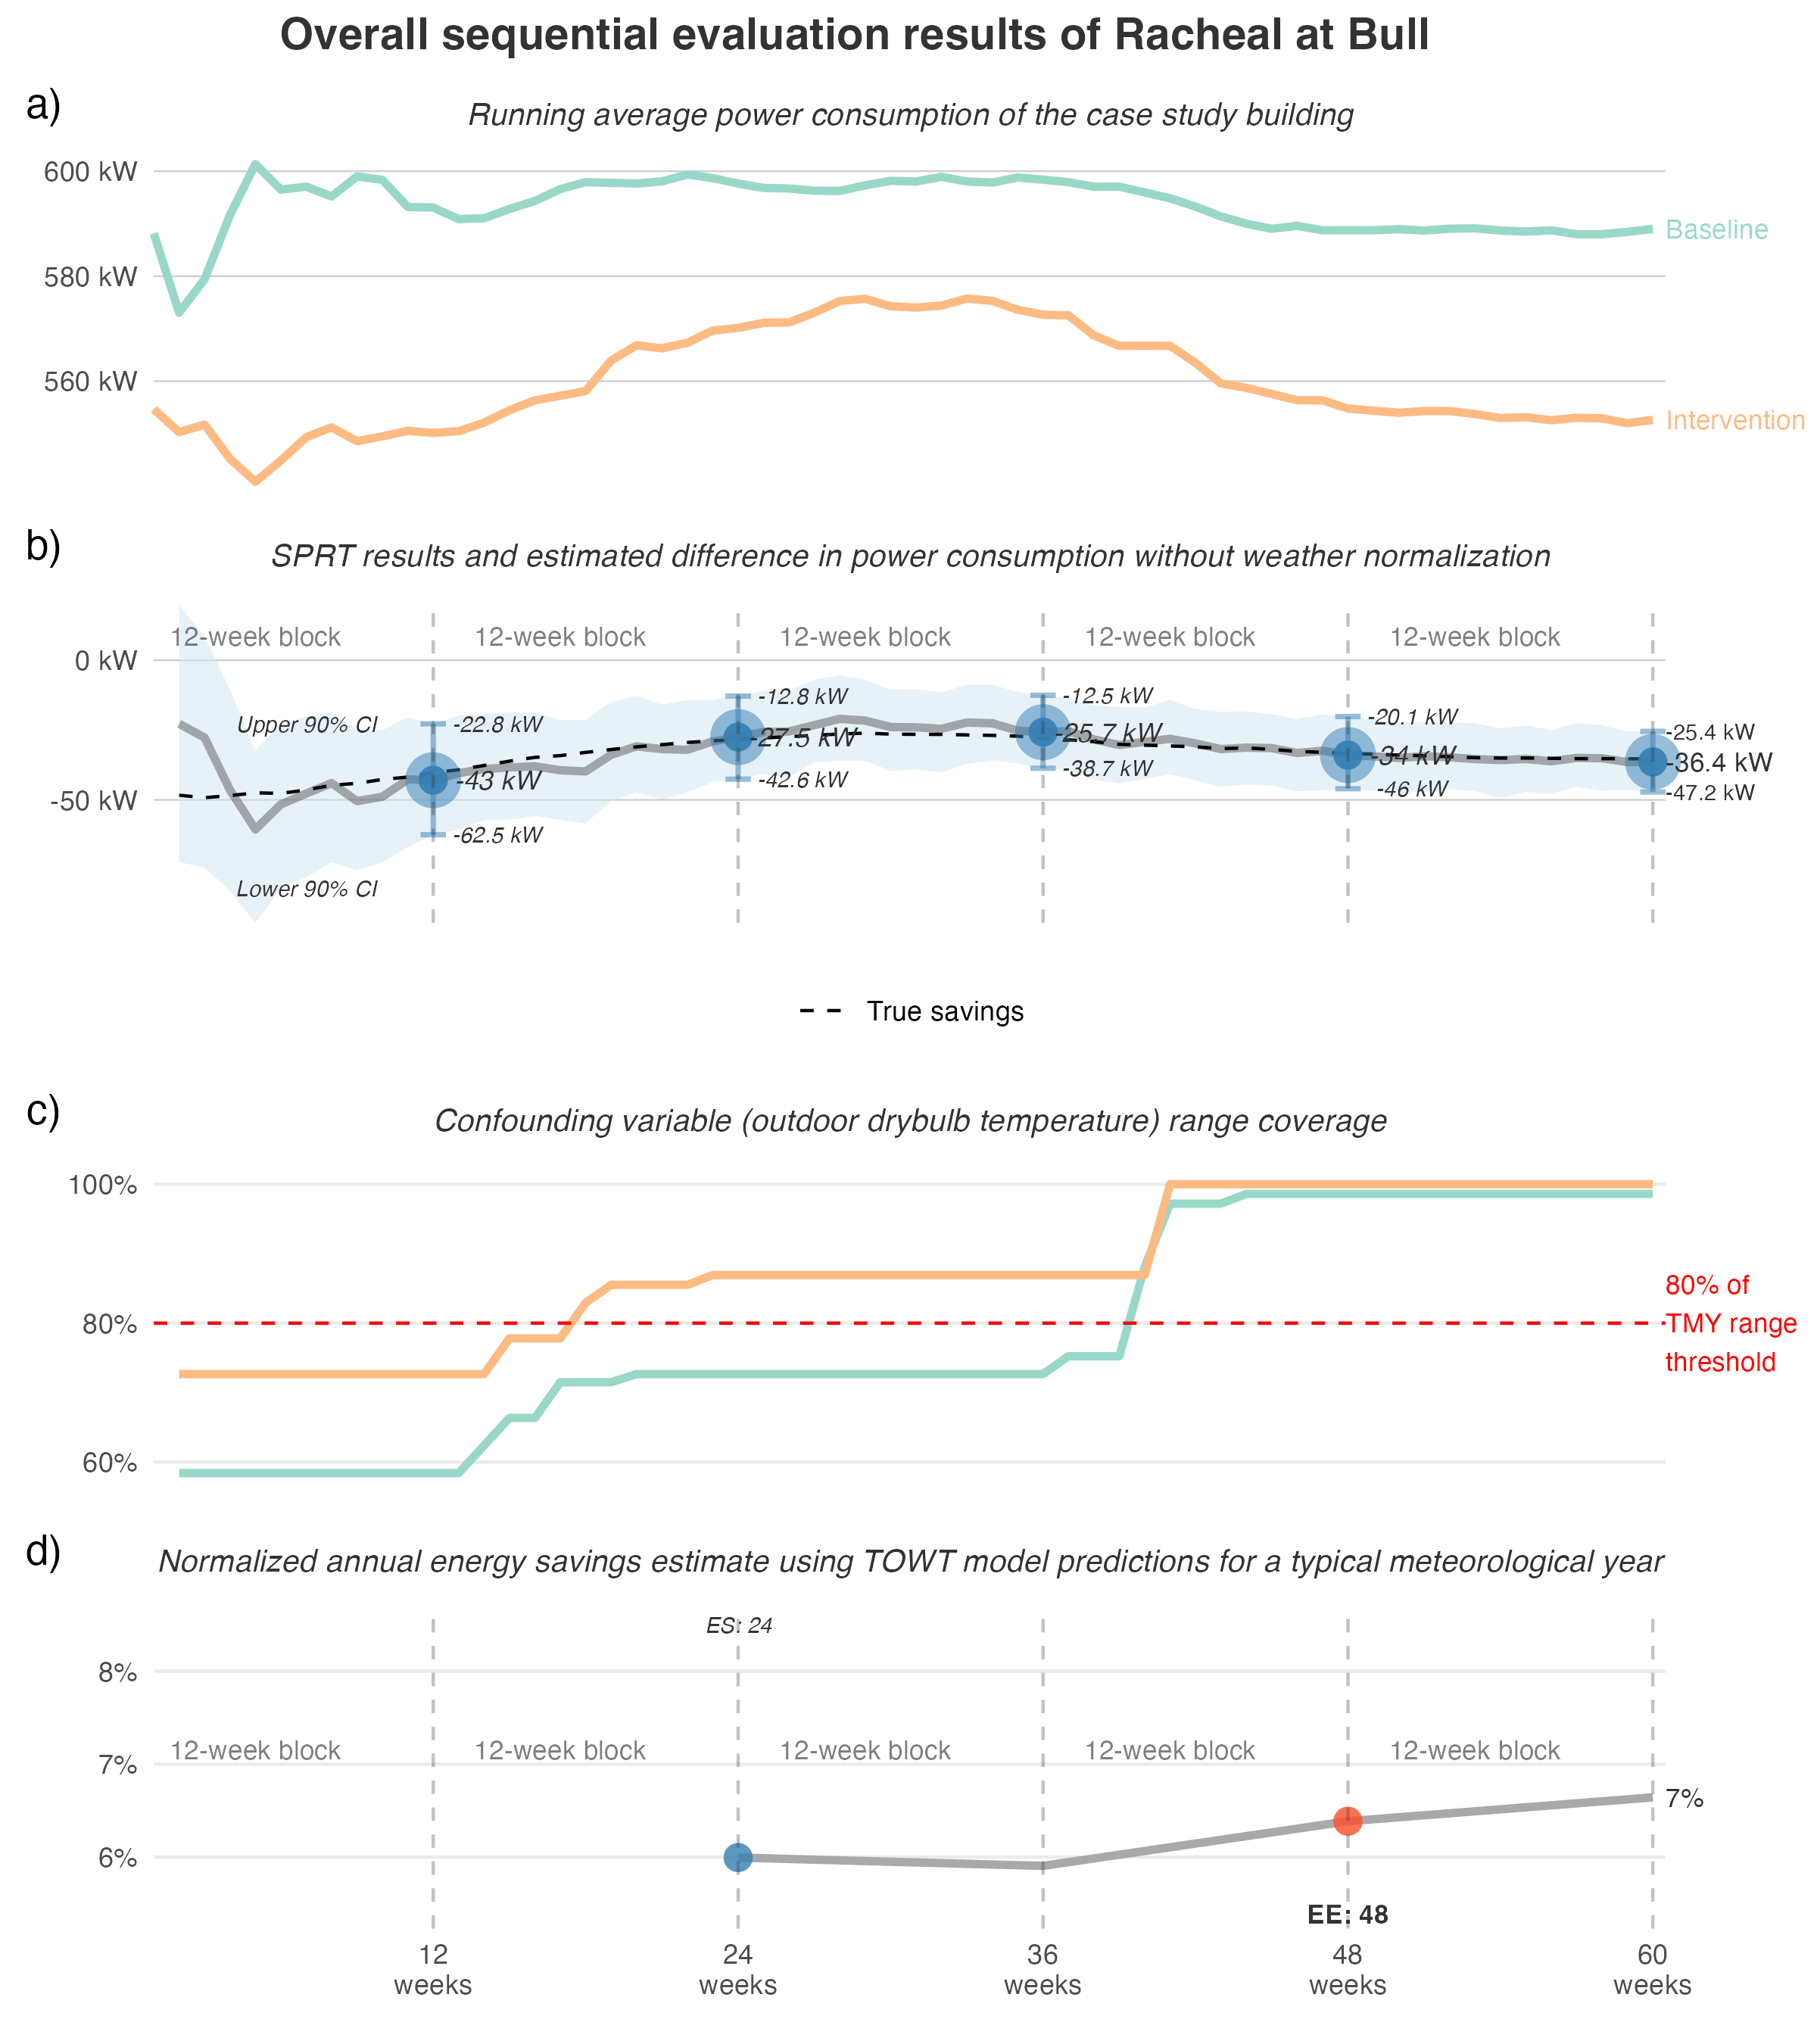 Overall sequential evaluation results of Racheal at Bull
a)
Running average power consumption of the case study building
600 kW
580 kW
560 kW
Baseline
Intervention
b)
SPRT results and estimated difference in power consumption without weather normalization
12-week block 12-week block 12-week block 12-week block 12-week block
0 kW
-50 kW
Upper 90% CI
Lower 90% CI
-22.8 kW
-43 kW
-62.5 kW
-12.8 kW
-27.5 kW
-42.6 kW
-12.5 kW
-25.7 kW
-38.7 kW
-20.1 kW
-34 kW
-46 kW
-25.4 kW
-36.4 kW
-47.2 kW
True savings
c)
Confounding variable (outdoor drybulb temperature) range coverage
100%
80%
60%
80% of
TMY range
threshold
d)
Normalized annual energy savings estimate using TOWT model predictions for a typical meteorological year
ES: 24
8%
7%
6%
12-week block 12-week block 12-week block 12-week block 12-week block
7%
EE: 48
12 24 36 48 60
weeks weeks weeks weeks weeks